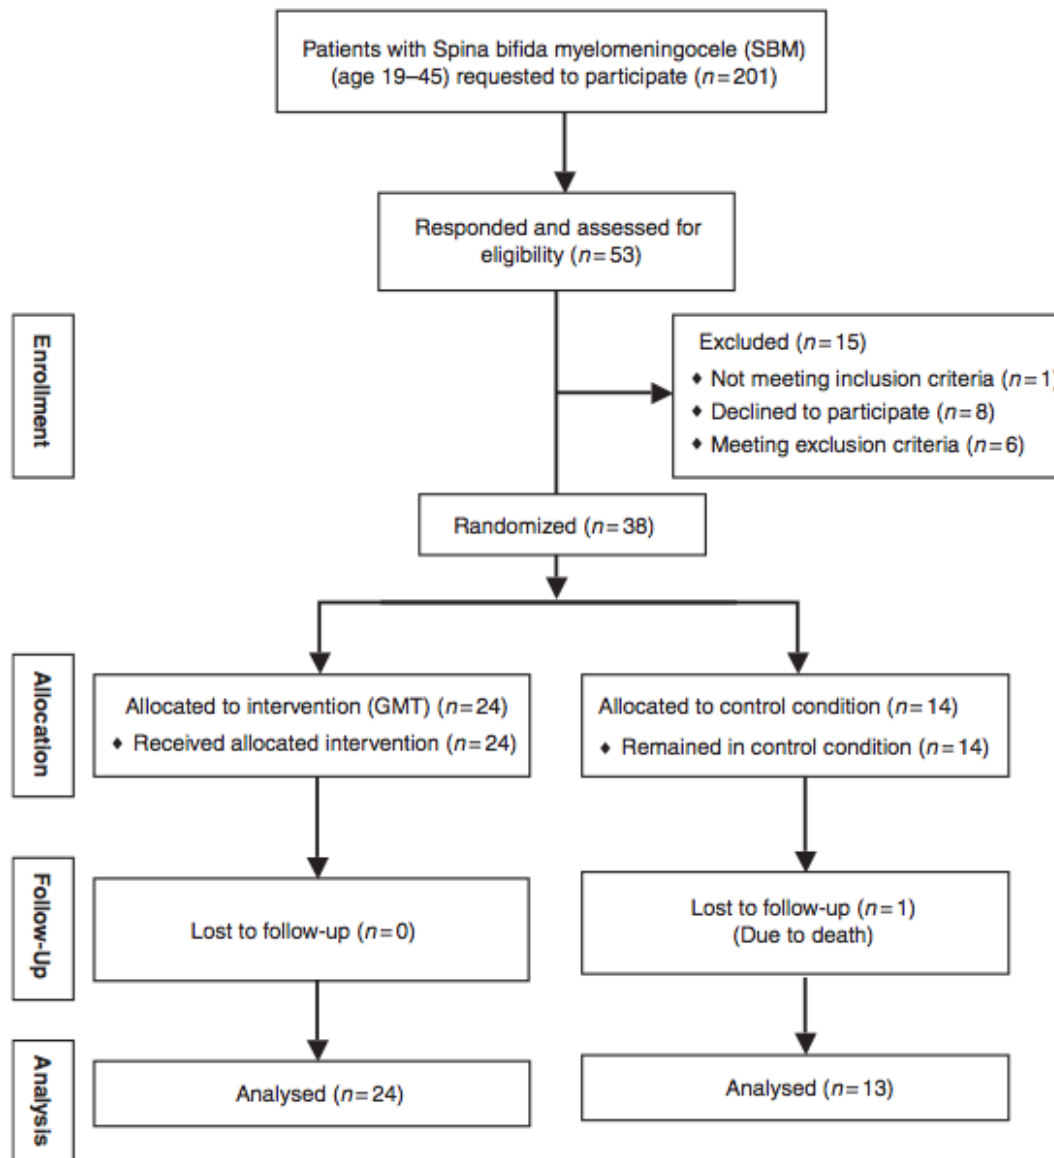 Patients with Spina bifida myelomeningocele (SBM)
(age 19–45) requested to participate (n=201)
Responded and assessed for
eligibility (n=53)
Enrollment
Excluded (n=15)
♦ Not meeting inclusion criteria (n=1)
♦ Declined to participate (n=8)
♦ Meeting exclusion criteria (n=6)
Randomized (n=38)
Allocation
Allocated to intervention (GMT) (n=24)
♦ Received allocated intervention (n=24)
Allocated to control condition (n=14)
♦ Remained in control condition (n=14)
Follow-Up
Lost to follow-up (n=0)
Lost to follow-up (n=1)
(Due to death)
Analysis
Analysed (n=24)
Analysed (n=13)